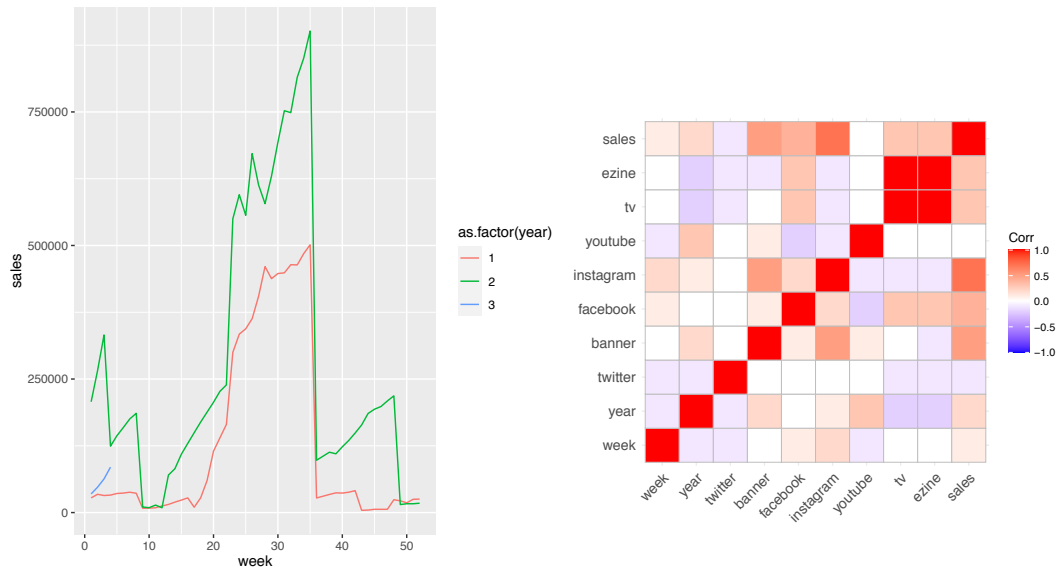 750000
500000
250000
0
sales
0
10
20
30
40
50
week
as.factor(year)
1
2
3
sales
ezine
tv
youtube
instagram
facebook
banner
twitter
year
week
week
year
twitter
banner
facebook
instagram
youtube
tv
ezine
sales
Corr
1.0
0.5
0.0
−0.5
−1.0